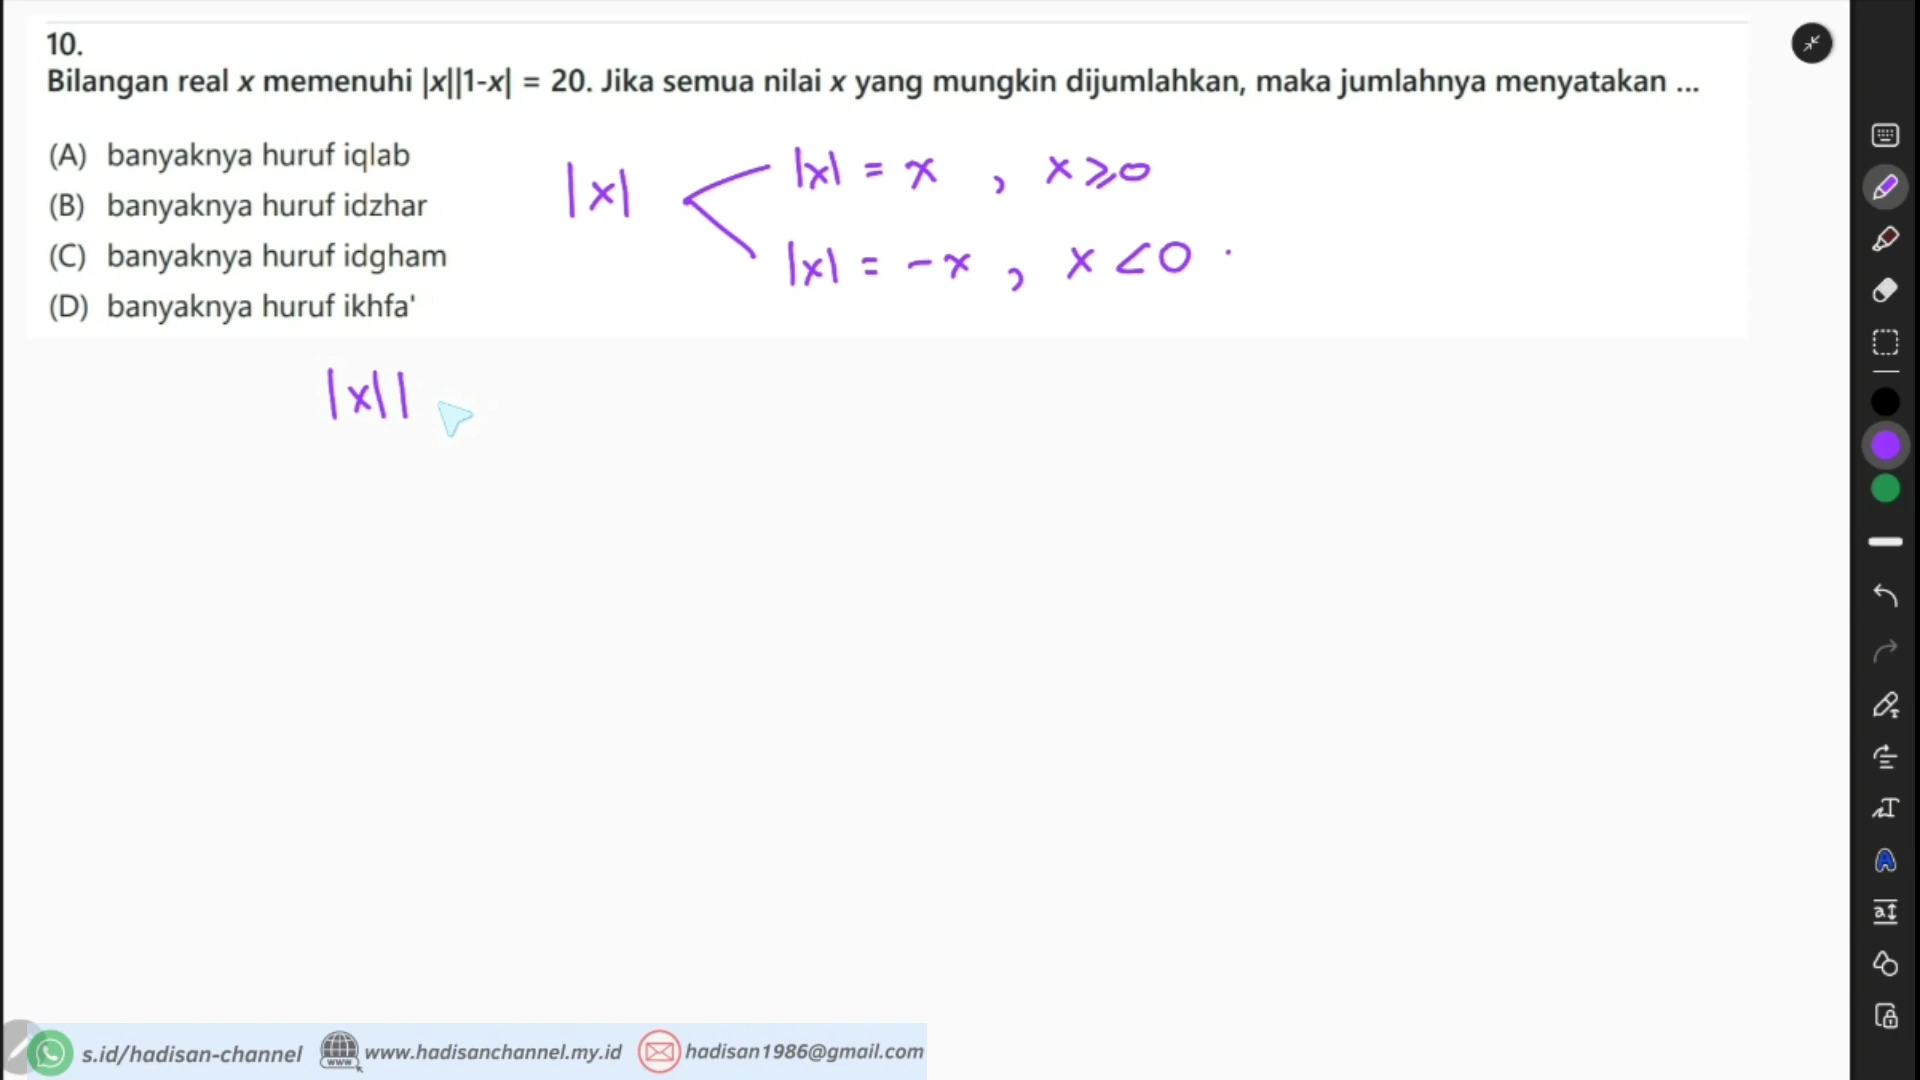 10.
Bilangan real x memenuhi |x||1-x| = 20. Jika semua nilai x yang mungkin dijumlahkan, maka jumlahnya menyatakan ...
(A) banyaknya huruf iqlab
(B) banyaknya huruf idzhar
(C) banyaknya huruf idgham
(D) banyaknya huruf ikhfa'
|x|
|x| = x , x ⩾ 0
|x| = -x , x < 0 .
|x||
s.id/hadisan-channel www.hadisanchannel.my.id hadisan1986@gmail.com